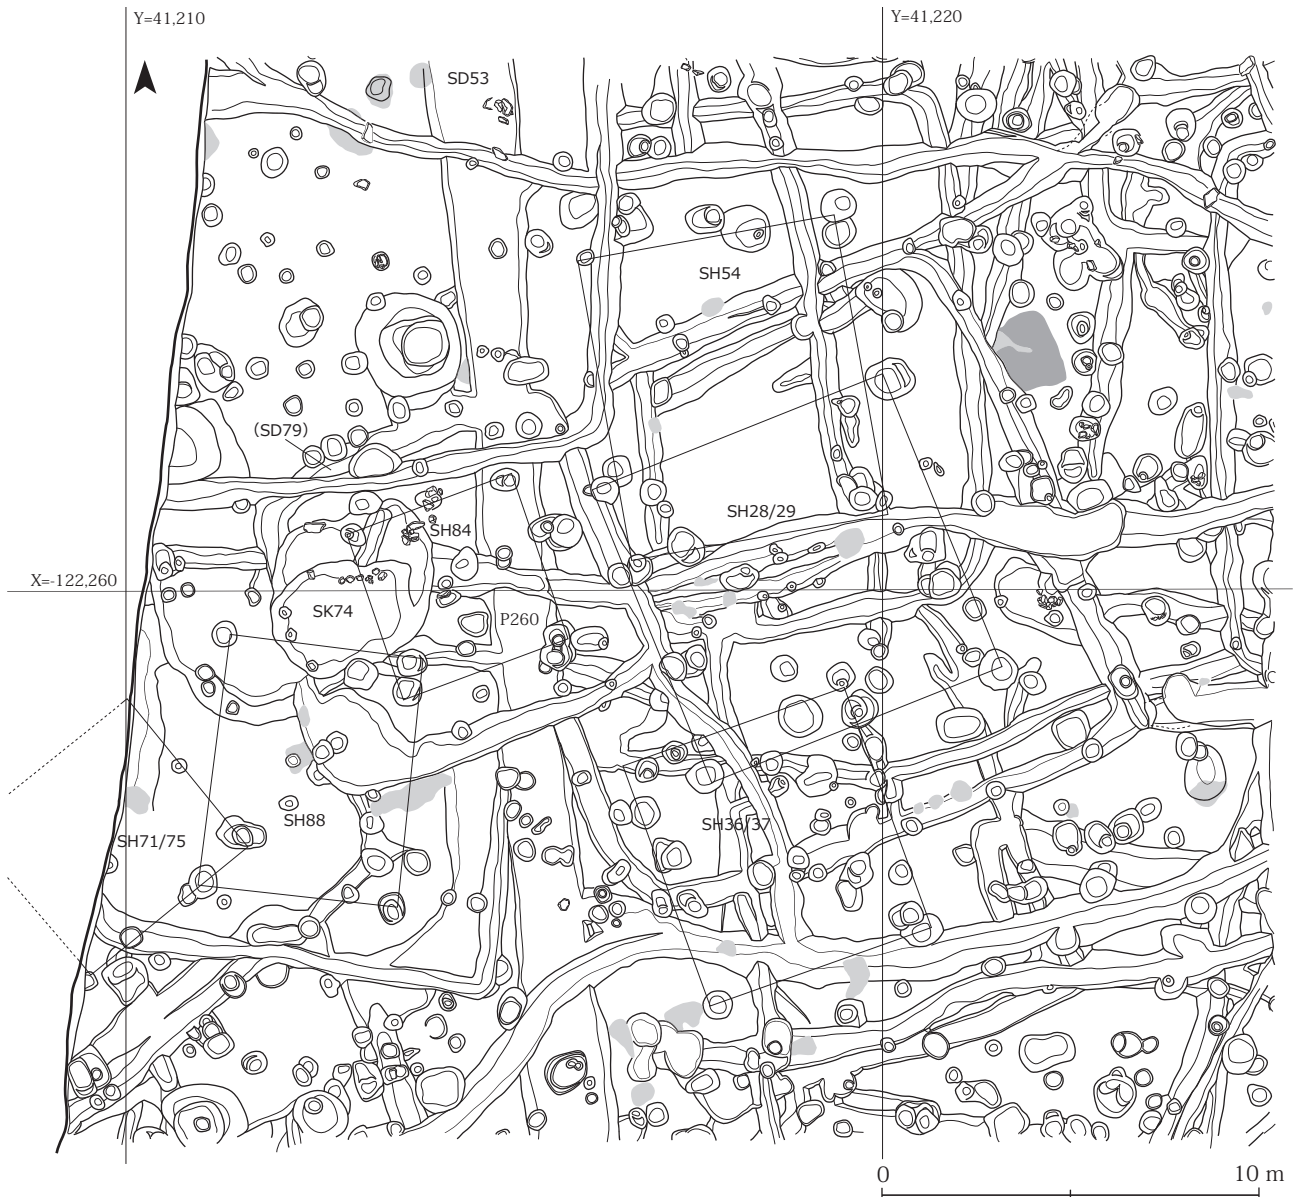 Y=41,210
Y=41,220
SD53
SH54
(SD79)
SH28/29
SH84
X=-122,260
SK74
P260
SH88
SH36/37
SH71/75
0
10 m